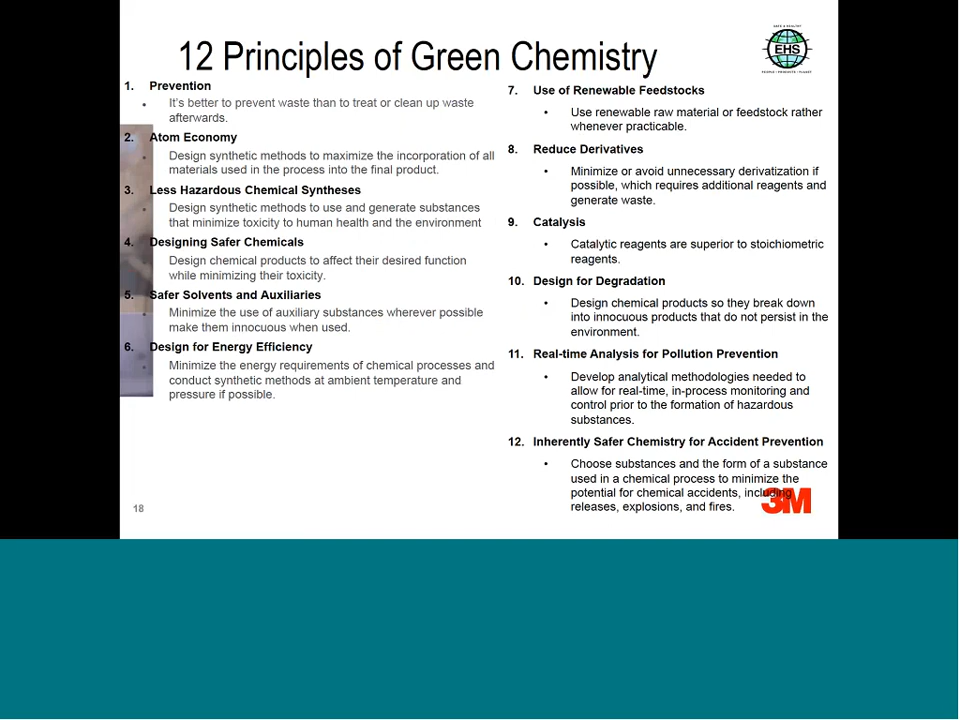 12 Principles of Green Chemistry
SAFE & HEALTHY
EHS
PEOPLE • PRODUCTS • PLANET
1. Prevention
• It's better to prevent waste than to treat or clean up waste
afterwards.
2. Atom Economy
• Design synthetic methods to maximize the incorporation of all
materials used in the process into the final product.
3. Less Hazardous Chemical Syntheses
• Design synthetic methods to use and generate substances
that minimize toxicity to human health and the environment
4. Designing Safer Chemicals
• Design chemical products to affect their desired function
while minimizing their toxicity.
5. Safer Solvents and Auxiliaries
• Minimize the use of auxiliary substances wherever possible
make them innocuous when used.
6. Design for Energy Efficiency
• Minimize the energy requirements of chemical processes and
conduct synthetic methods at ambient temperature and
pressure if possible.
7. Use of Renewable Feedstocks
• Use renewable raw material or feedstock rather
whenever practicable.
8. Reduce Derivatives
• Minimize or avoid unnecessary derivatization if
possible, which requires additional reagents and
generate waste.
9. Catalysis
• Catalytic reagents are superior to stoichiometric
reagents.
10. Design for Degradation
• Design chemical products so they break down
into innocuous products that do not persist in the
environment.
11. Real-time Analysis for Pollution Prevention
• Develop analytical methodologies needed to
allow for real-time, in-process monitoring and
control prior to the formation of hazardous
substances.
12. Inherently Safer Chemistry for Accident Prevention
• Choose substances and the form of a substance
used in a chemical process to minimize the
potential for chemical accidents, including
releases, explosions, and fires.
18
3M